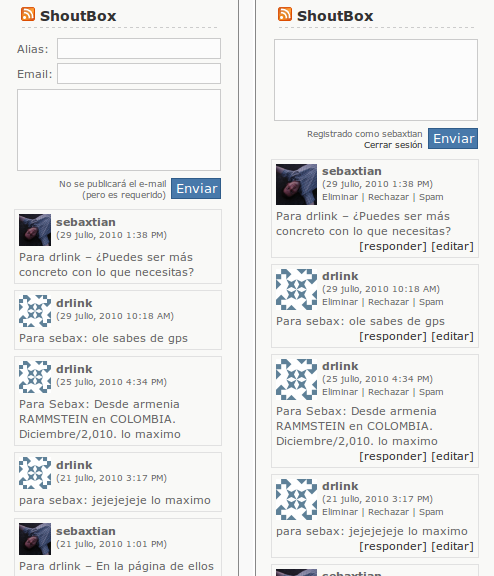 ShoutBox
Alias:
Email:
No se publicará el e-mail
(pero es requerido)
Enviar
sebaxtian
(29 julio, 2010 1:38 PM)
Para drlink – ¿Puedes ser más
concreto con lo que necesitas?
drlink
(29 julio, 2010 10:18 AM)
Para sebax: ole sabes de gps
drlink
(25 julio, 2010 4:34 PM)
Para Sebax: Desde armenia
RAMMSTEIN en COLOMBIA.
Diciembre/2,010. lo maximo
drlink
(21 julio, 2010 3:17 PM)
para sebax: jejejejeje lo maximo
sebaxtian
(21 julio, 2010 1:01 PM)
Para drlink – En la página de ellos
ShoutBox
Registrado como sebaxtian
Cerrar sesión
Enviar
sebaxtian
(29 julio, 2010 1:38 PM)
Eliminar | Rechazar | Spam
Para drlink – ¿Puedes ser más
concreto con lo que necesitas?
[responder] [editar]
drlink
(29 julio, 2010 10:18 AM)
Eliminar | Rechazar | Spam
Para sebax: ole sabes de gps
[responder] [editar]
drlink
(25 julio, 2010 4:34 PM)
Eliminar | Rechazar | Spam
Para Sebax: Desde armenia
RAMMSTEIN en COLOMBIA.
Diciembre/2,010. lo maximo
[responder] [editar]
drlink
(21 julio, 2010 3:17 PM)
Eliminar | Rechazar | Spam
para sebax: jejejejeje lo maximo
[responder] [editar]
sebaxtian